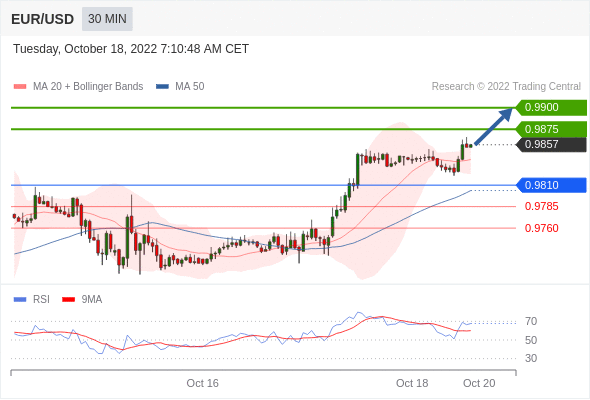 EUR/USD 30 MIN
Tuesday, October 18, 2022 7:10:48 AM CET
MA 20 + Bollinger Bands MA 50 Research © 2022 Trading Central
0.9900
0.9875
0.9857
0.9810
0.9785
0.9760
RSI 9MA
70
50
30
Oct 16 Oct 18 Oct 20